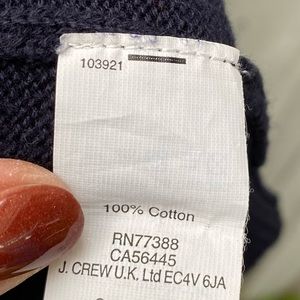 103921
100% Cotton
RN77388
CA56445
J. CREW U.K. Ltd EC4V 6JA